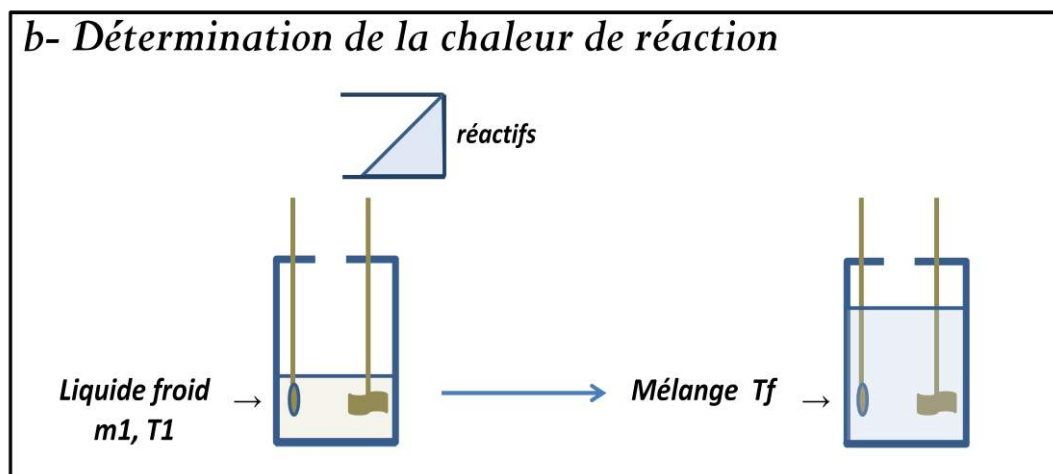 b- Détermination de la chaleur de réaction
réactifs
Liquide froid →
m1, T1
Mélange Tf →